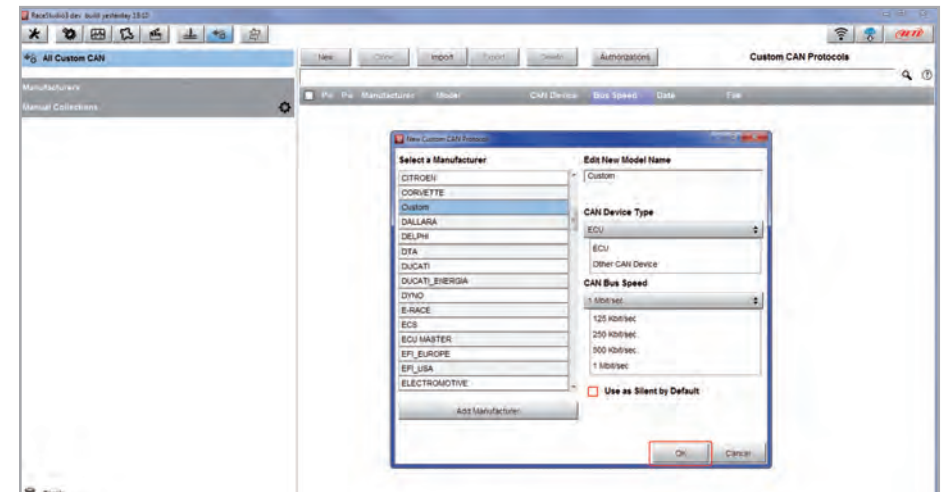 RaceStudio3 dev build yesterday 15:10
All Custom CAN
New Clone Import Export Delete Authorizations Custom CAN Protocols
Manufacturers
Manual Collections
Manufacturer Model CAN Device Bus Speed Date
New Custom CAN Protocol
Select a Manufacturer
CITROEN
CORVETTE
Custom
DALLARA
DELPHI
DTA
DUCATI
DUCATI_ENERGIA
DYNO
E-RACE
ECS
ECU MASTER
EFI_EUROPE
EFI_USA
ELECTROMOTIVE
Add Manufacturer
Edit New Model Name
Custom
CAN Device Type
ECU
ECU
Other CAN Device
CAN Bus Speed
1 Mbit/sec
125 Kbit/sec
250 Kbit/sec
500 Kbit/sec
1 Mbit/sec
Use as Silent by Default
OK Cancel